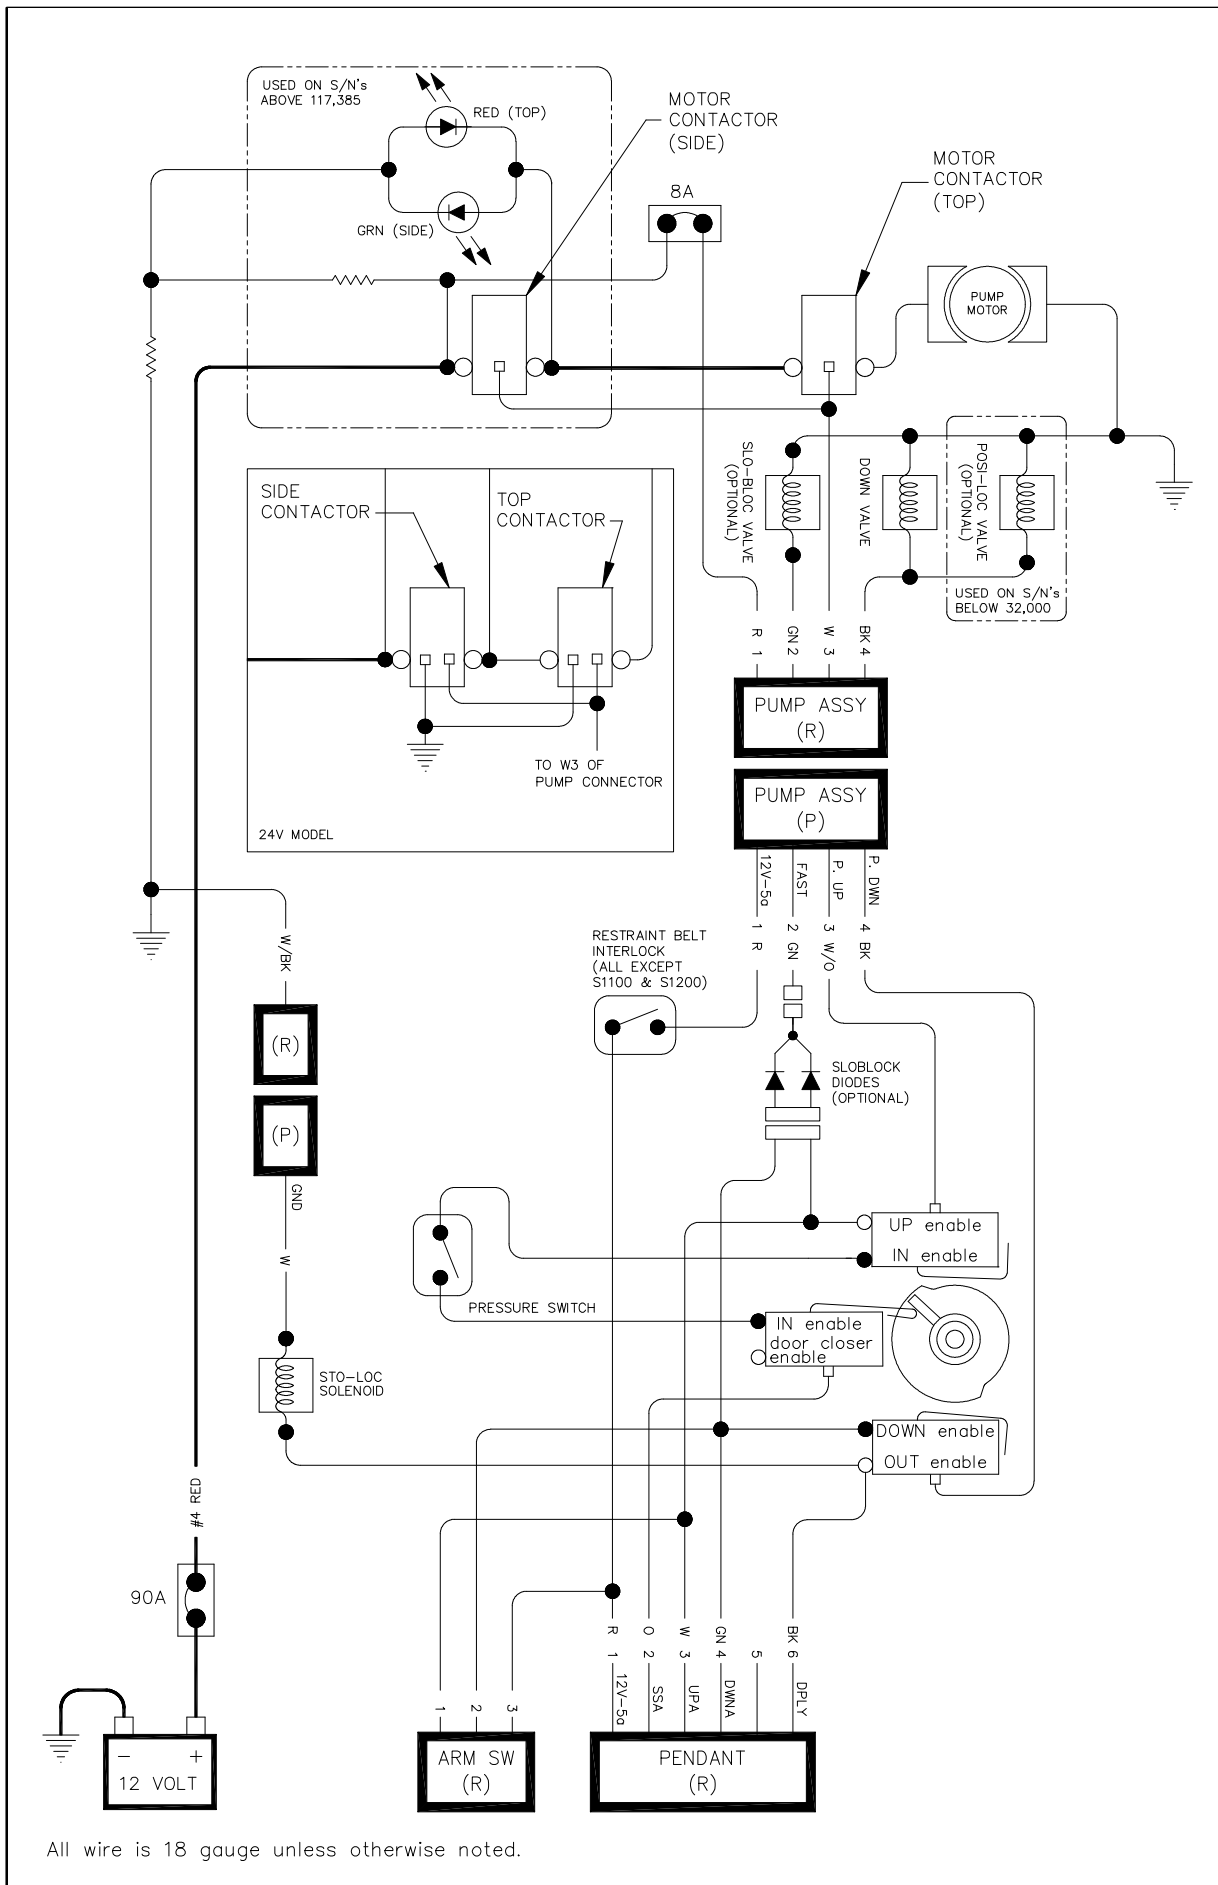 USED ON S/N's
ABOVE 117,385
RED (TOP)
GRN (SIDE)
MOTOR
CONTACTOR
(SIDE)
8A
MOTOR
CONTACTOR
(TOP)
PUMP
MOTOR
SLO-BLOC VALVE
(OPTIONAL)
DOWN VALVE
POSI-LOC VALVE
(OPTIONAL)
USED ON S/N's
BELOW 32,000
SIDE
CONTACTOR
TOP
CONTACTOR
TO W3 OF
PUMP CONNECTOR
24V MODEL
R 1
GN 2
W 3
BK 4
PUMP ASSY
(R)
PUMP ASSY
(P)
12V-5a
FAST
P. UP
P. DWN
1 R
2 GN
3 W/O
4 BK
W/BK
(R)
(P)
GND
W
RESTRAINT BELT
INTERLOCK
(ALL EXCEPT
S1100 & S1200)
SLOBLOCK
DIODES
(OPTIONAL)
UP enable
IN enable
PRESSURE SWITCH
IN enable
door closer
enable
STO-LOC
SOLENOID
DOWN enable
OUT enable
#4 RED
90A
R 1
O 2
W 3
GN 4
5
BK 6
12V-5a
SSA
UPA
DWNA
DPLY
1
2
3
- +
12 VOLT
ARM SW
(R)
PENDANT
(R)
All wire is 18 gauge unless otherwise noted.